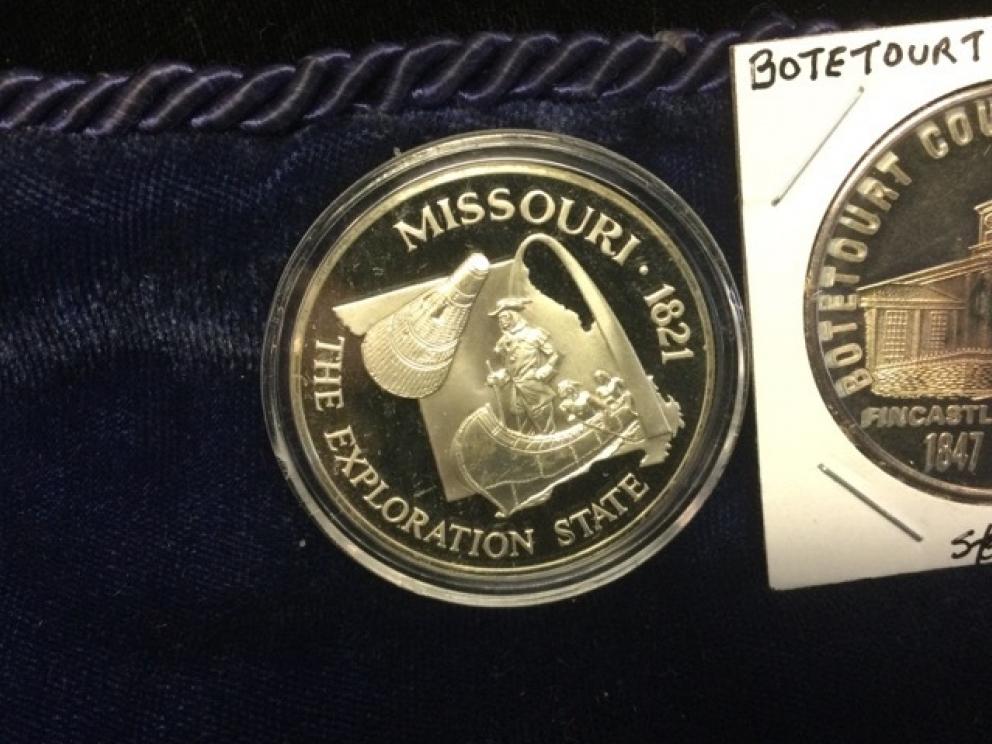 MISSOURI · 1821
THE EXPLORATION STATE
BOTETOURT
BOTETOURT COU
FINCASTL
1847